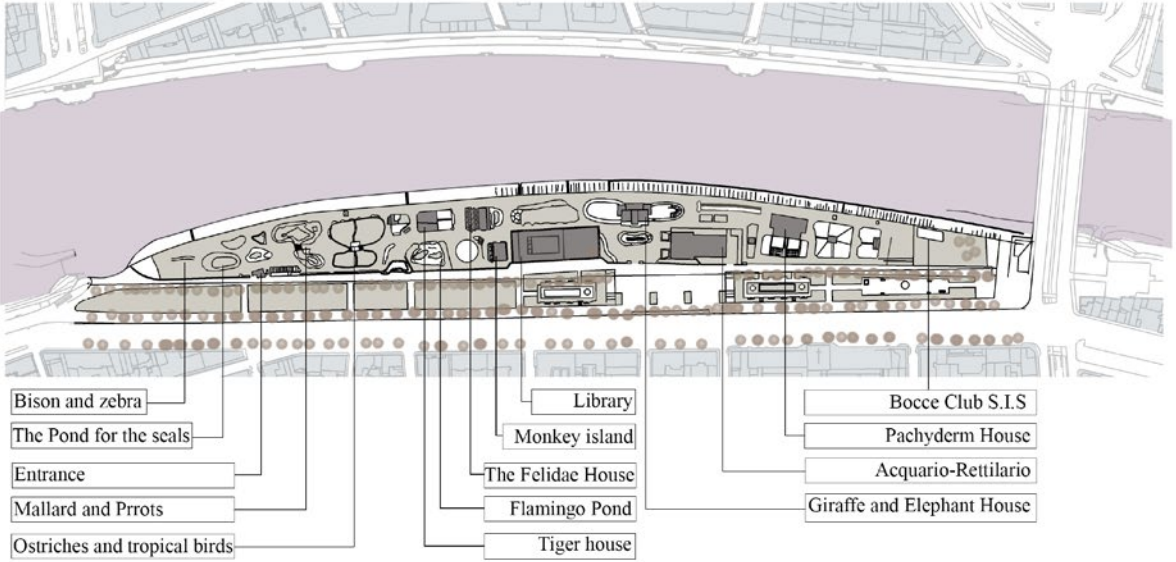 Bison and zebra
The Pond for the seals
Entrance
Mallard and Prrots
Ostriches and tropical birds
Library
Monkey island
The Felidae House
Flamingo Pond
Tiger house
Bocce Club S.I.S
Pachyderm House
Acquario-Rettilario
Giraffe and Elephant House